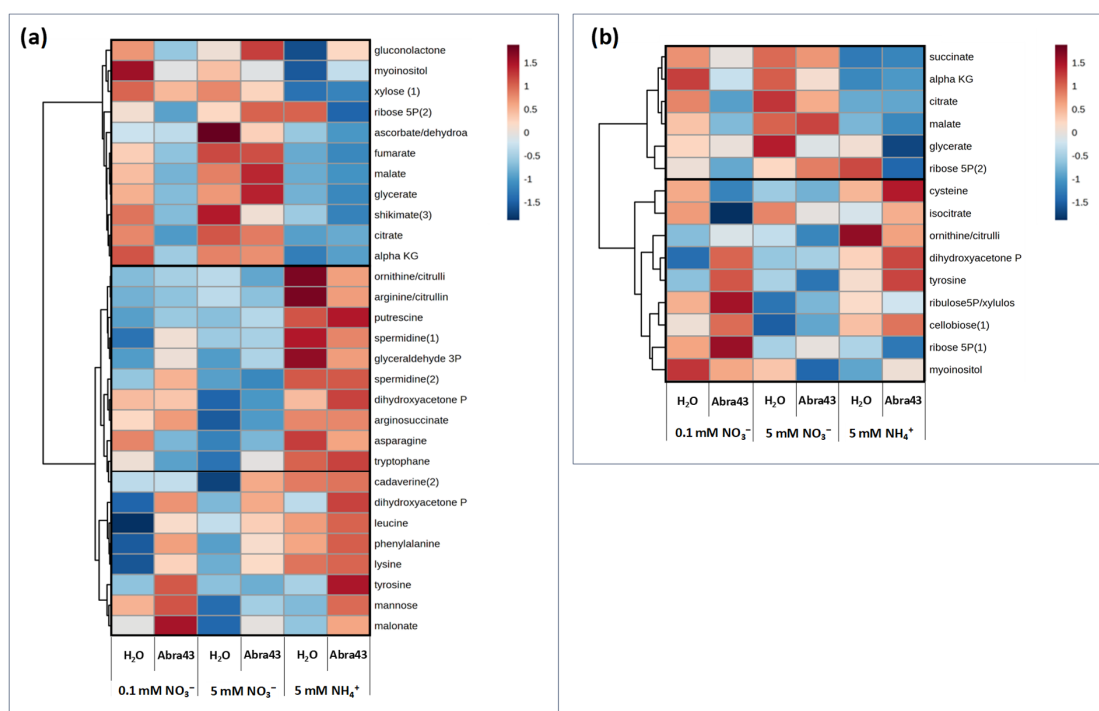 (a)
gluconolactone
myoinositol
xylose (1)
ribose 5P(2)
ascorbate/dehydroa
fumarate
malate
glycerate
shikimate(3)
citrate
alpha KG
ornithine/citrulli
arginine/citrullin
putrescine
spermidine(1)
glyceraldehyde 3P
spermidine(2)
dihydroxyacetone P
arginosuccinate
asparagine
tryptophane
cadaverine(2)
dihydroxyacetone P
leucine
phenylalanine
lysine
tyrosine
mannose
malonate
1.5
1
0.5
0
-0.5
-1
-1.5
H₂O Abra43 H₂O Abra43 H₂O Abra43
0.1 mM NO₃⁻ 5 mM NO₃⁻ 5 mM NH₄⁺
(b)
succinate
alpha KG
citrate
malate
glycerate
ribose 5P(2)
cysteine
isocitrate
ornithine/citrulli
dihydroxyacetone P
tyrosine
ribulose5P/xylulos
cellobiose(1)
ribose 5P(1)
myoinositol
1.5
1
0.5
0
-0.5
-1
-1.5
H₂O Abra43 H₂O Abra43 H₂O Abra43
0.1 mM NO₃⁻ 5 mM NO₃⁻ 5 mM NH₄⁺